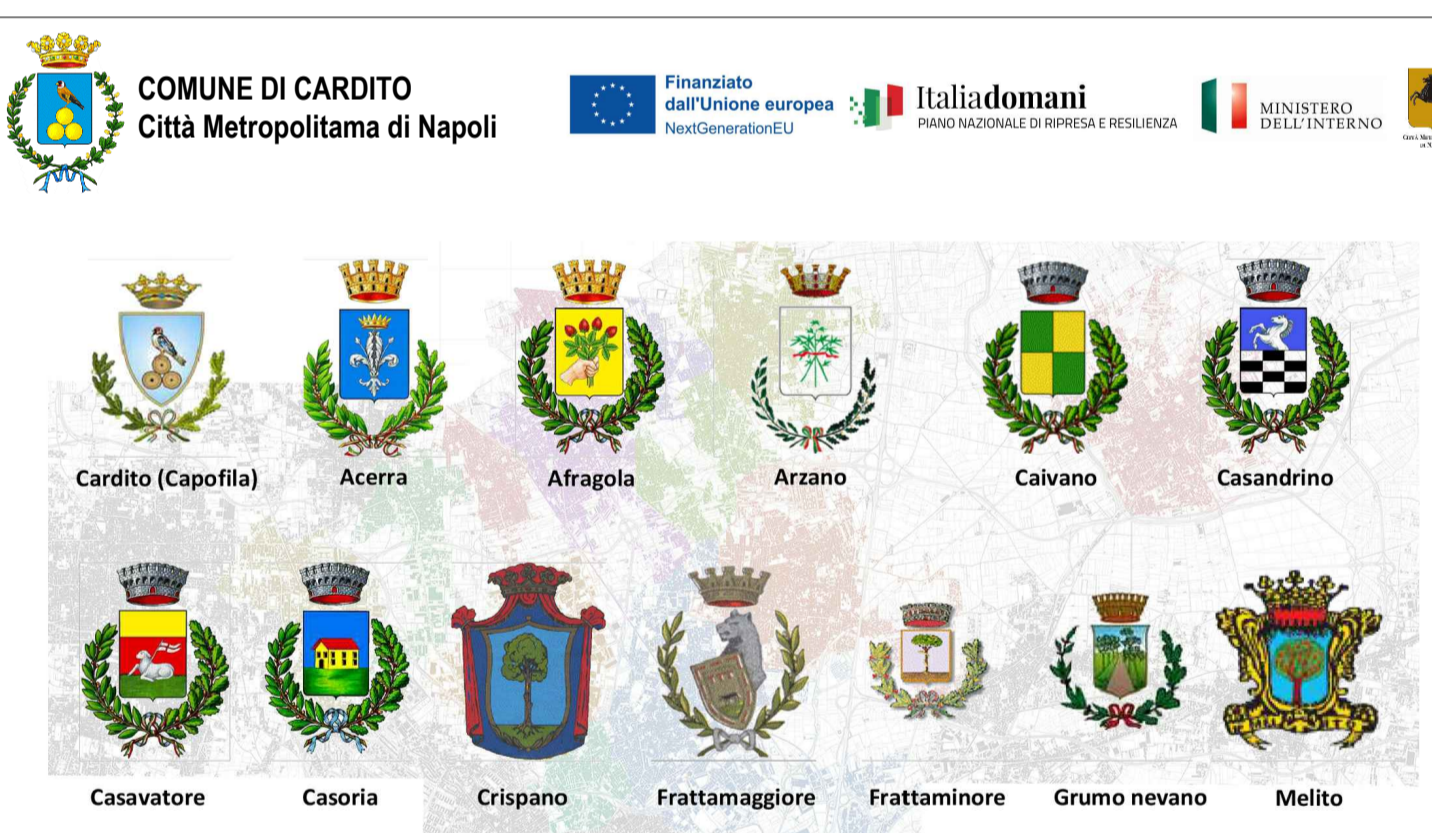 COMUNE DI CARDITO
Città Metropolitama di Napoli
Finanziato
dall'Unione europea
NextGenerationEU
Italiadomani
PIANO NAZIONALE DI RIPRESA E RESILIENZA
MINISTERO
DELL'INTERNO
Cardito (Capofila)
Acerra
Afragola
Arzano
Caivano
Casandrino
Casavatore
Casoria
Crispano
Frattamaggiore
Frattaminore
Grumo nevano
Melito